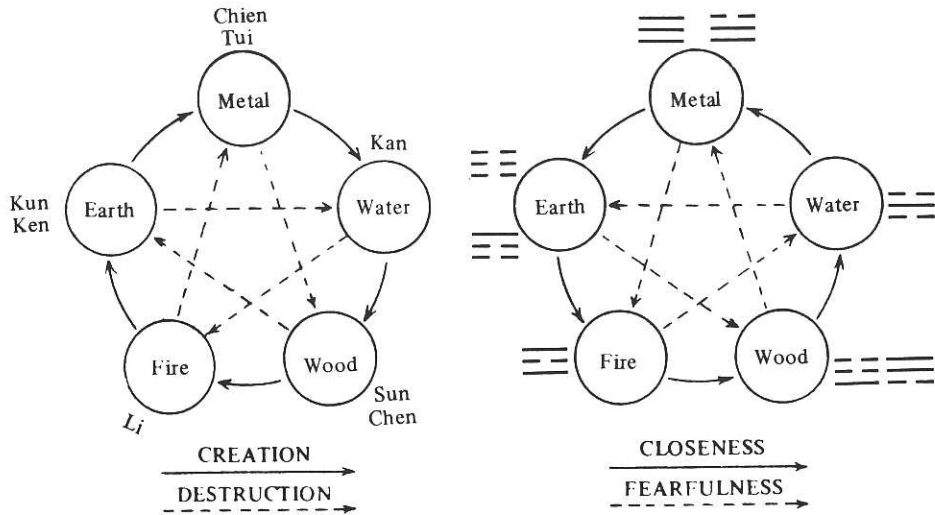 Chien
Tui
Metal
Kan
Kun
Ken
Earth
Water
Fire
Wood
Li
Sun
Chen
CREATION
DESTRUCTION
Metal
Earth
Water
Fire
Wood
CLOSENESS
FEARFULNESS